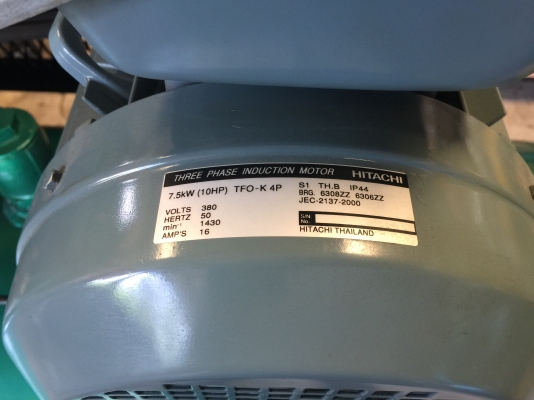 THREE PHASE INDUCTION MOTOR HITACHI
7.5kW (10HP) TFO-K 4P
VOLTS 380
HERTZ 50
min⁻¹ 1430
AMP'S 16
S1 TH.B IP44
BRG. 6308ZZ 6306ZZ
JEC-2137-2000
S/N
No.
HITACHI THAILAND